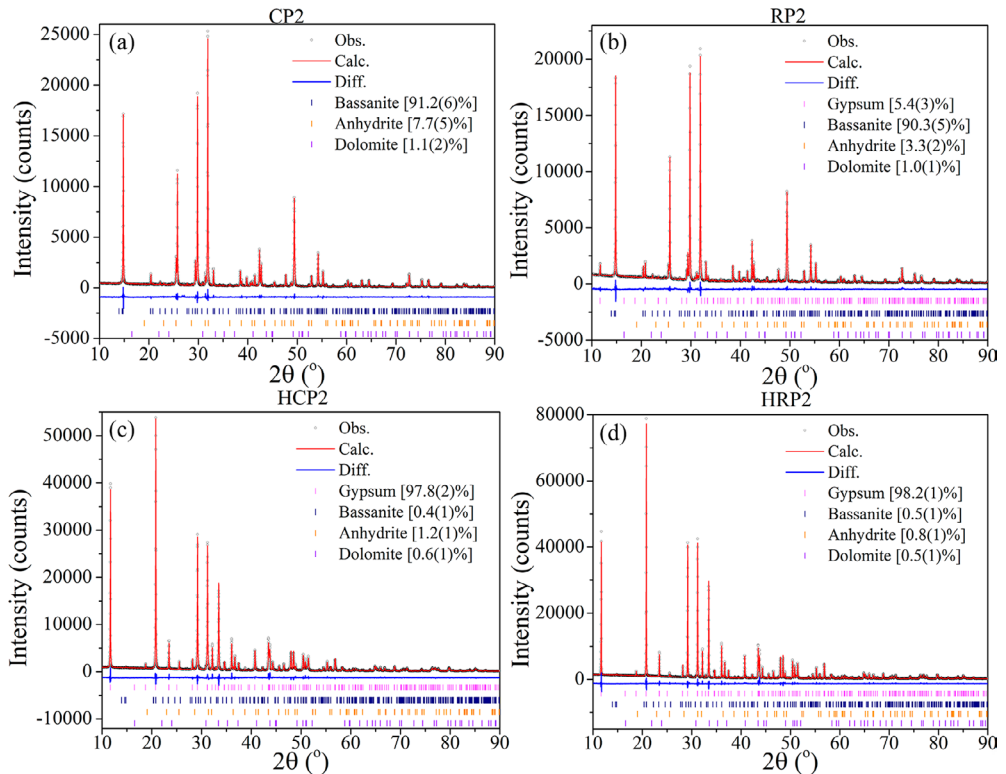 CP2
(a)
Obs.
Calc.
Diff.
Bassanite [91.2(6)%]
Anhydrite [7.7(5)%]
Dolomite [1.1(2)%]
Intensity (counts)
25000
20000
15000
10000
5000
0
-5000
10 20 30 40 50 60 70 80 90
2θ (°)
RP2
(b)
Obs.
Calc.
Diff.
Gypsum [5.4(3)%]
Bassanite [90.3(5)%]
Anhydrite [3.3(2)%]
Dolomite [1.0(1)%]
Intensity (counts)
20000
15000
10000
5000
0
-5000
10 20 30 40 50 60 70 80 90
2θ (°)
HCP2
(c)
Obs.
Calc.
Diff.
Gypsum [97.8(2)%]
Bassanite [0.4(1)%]
Anhydrite [1.2(1)%]
Dolomite [0.6(1)%]
Intensity (counts)
50000
40000
30000
20000
10000
0
-10000
10 20 30 40 50 60 70 80 90
2θ (°)
HRP2
(d)
Obs.
Calc.
Diff.
Gypsum [98.2(1)%]
Bassanite [0.5(1)%]
Anhydrite [0.8(1)%]
Dolomite [0.5(1)%]
Intensity (counts)
80000
60000
40000
20000
0
10 20 30 40 50 60 70 80 90
2θ (°)